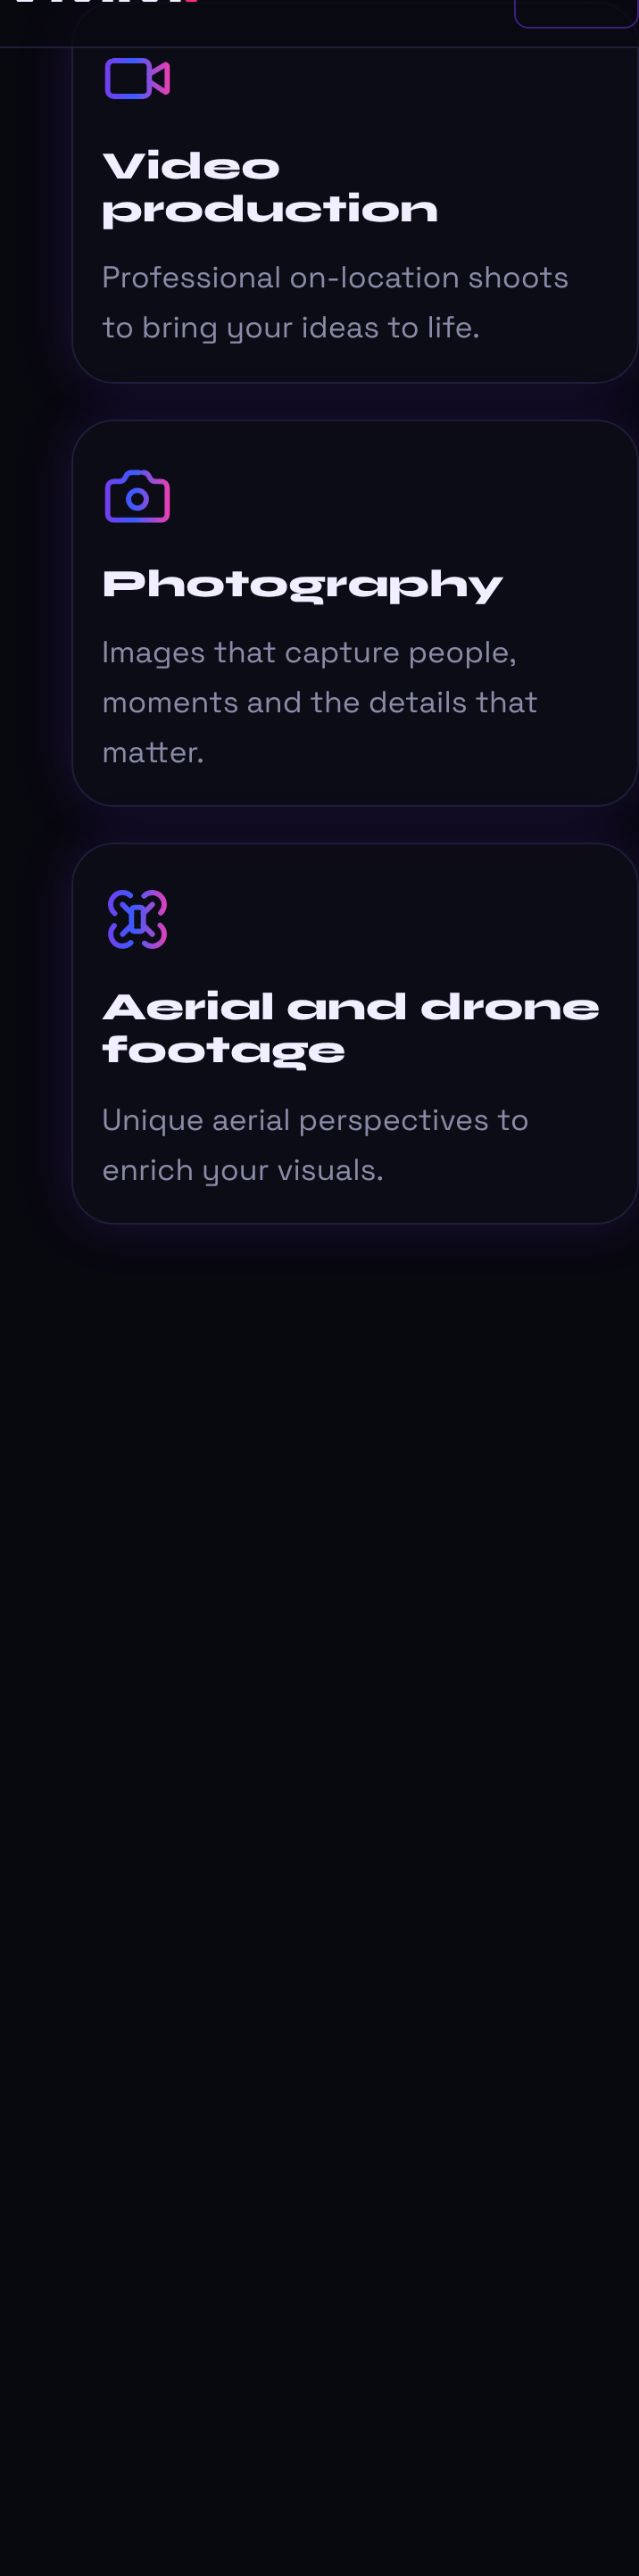 Video
production
Professional on-location shoots
to bring your ideas to life.
Photography
Images that capture people,
moments and the details that
matter.
Aerial and drone
footage
Unique aerial perspectives to
enrich your visuals.